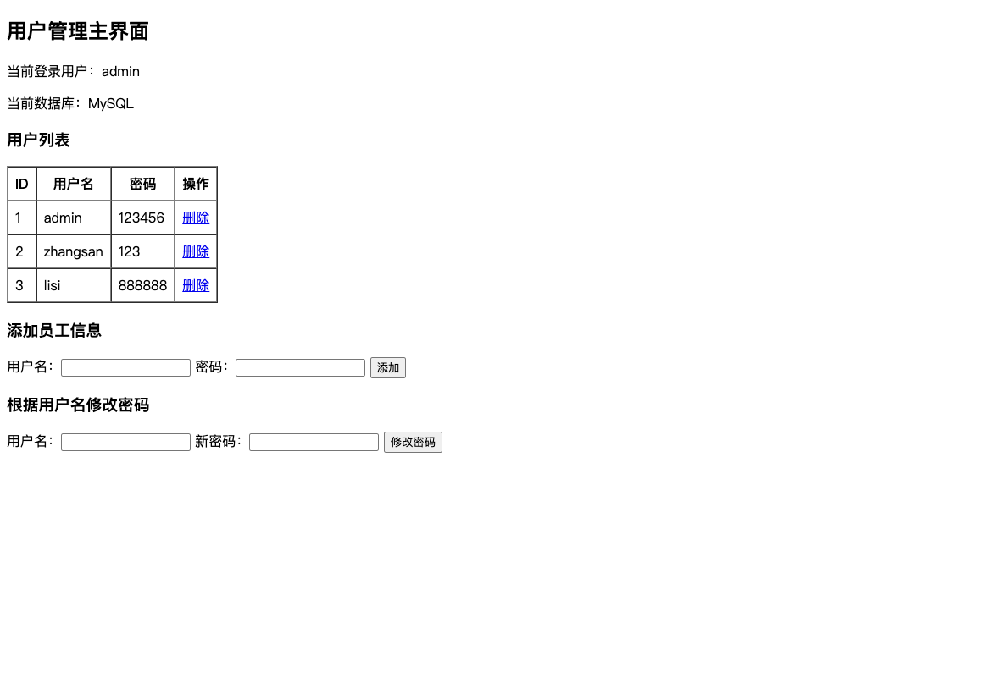 用户管理主界面
当前登录用户：admin
当前数据库：MySQL
用户列表
ID 用户名 密码 操作
1 admin 123456 删除
2 zhangsan 123 删除
3 lisi 888888 删除
添加员工信息
用户名： 密码： 添加
根据用户名修改密码
用户名： 新密码： 修改密码